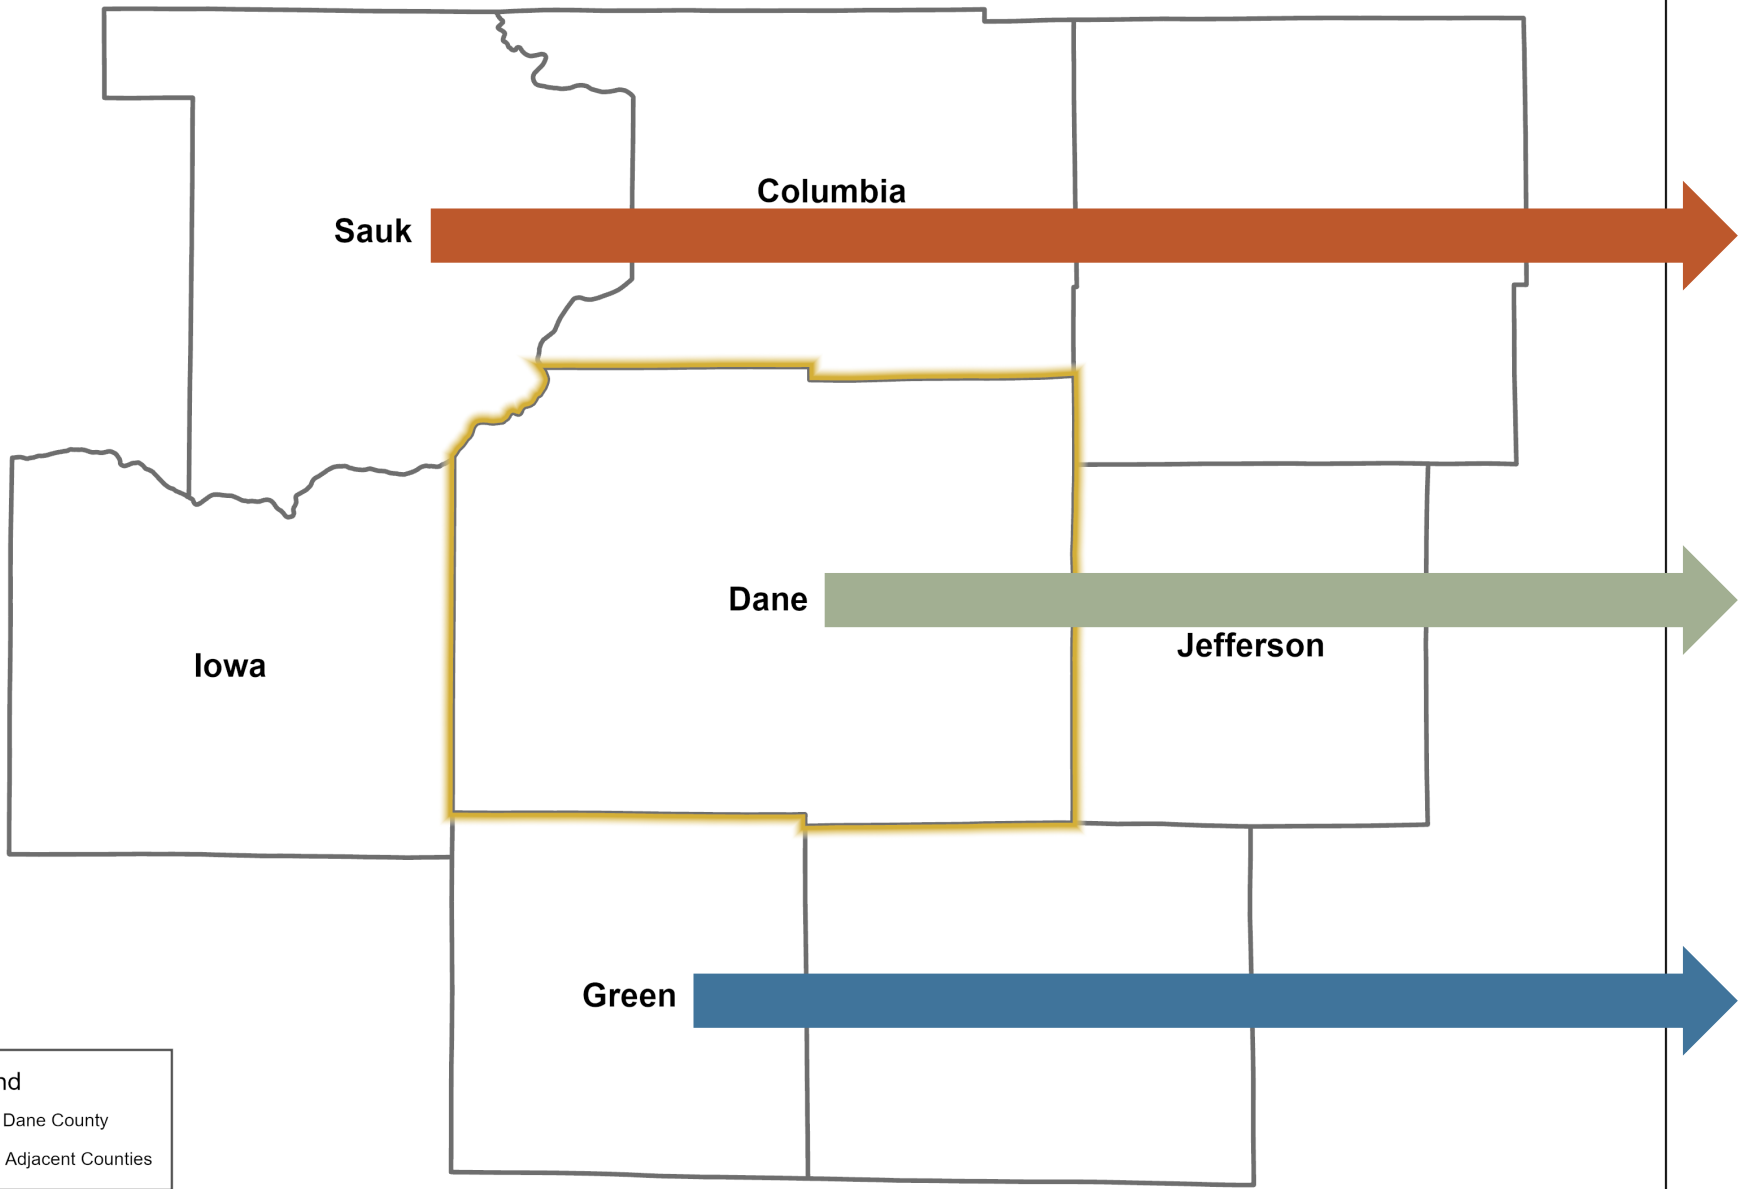 Columbia
Sauk
Dane
Jefferson
Iowa
Green
nd
Dane County
Adjacent Counties